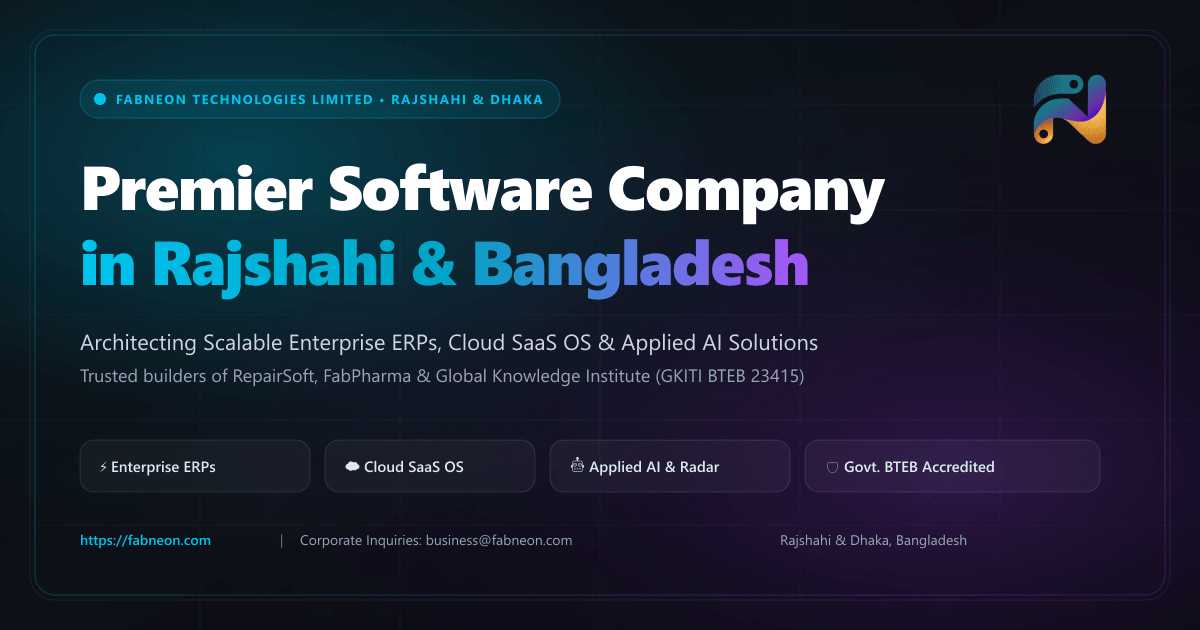 FABNEON TECHNOLOGIES LIMITED • RAJSHAHI & DHAKA
Premier Software Company
in Rajshahi & Bangladesh
Architecting Scalable Enterprise ERPs, Cloud SaaS OS & Applied AI Solutions
Trusted builders of RepairSoft, FabPharma & Global Knowledge Institute (GKITI BTEB 23415)
⚡ Enterprise ERPs
☁ Cloud SaaS OS
🤖 Applied AI & Radar
🛡 Govt. BTEB Accredited
https://fabneon.com | Corporate Inquiries: business@fabneon.com Rajshahi & Dhaka, Bangladesh